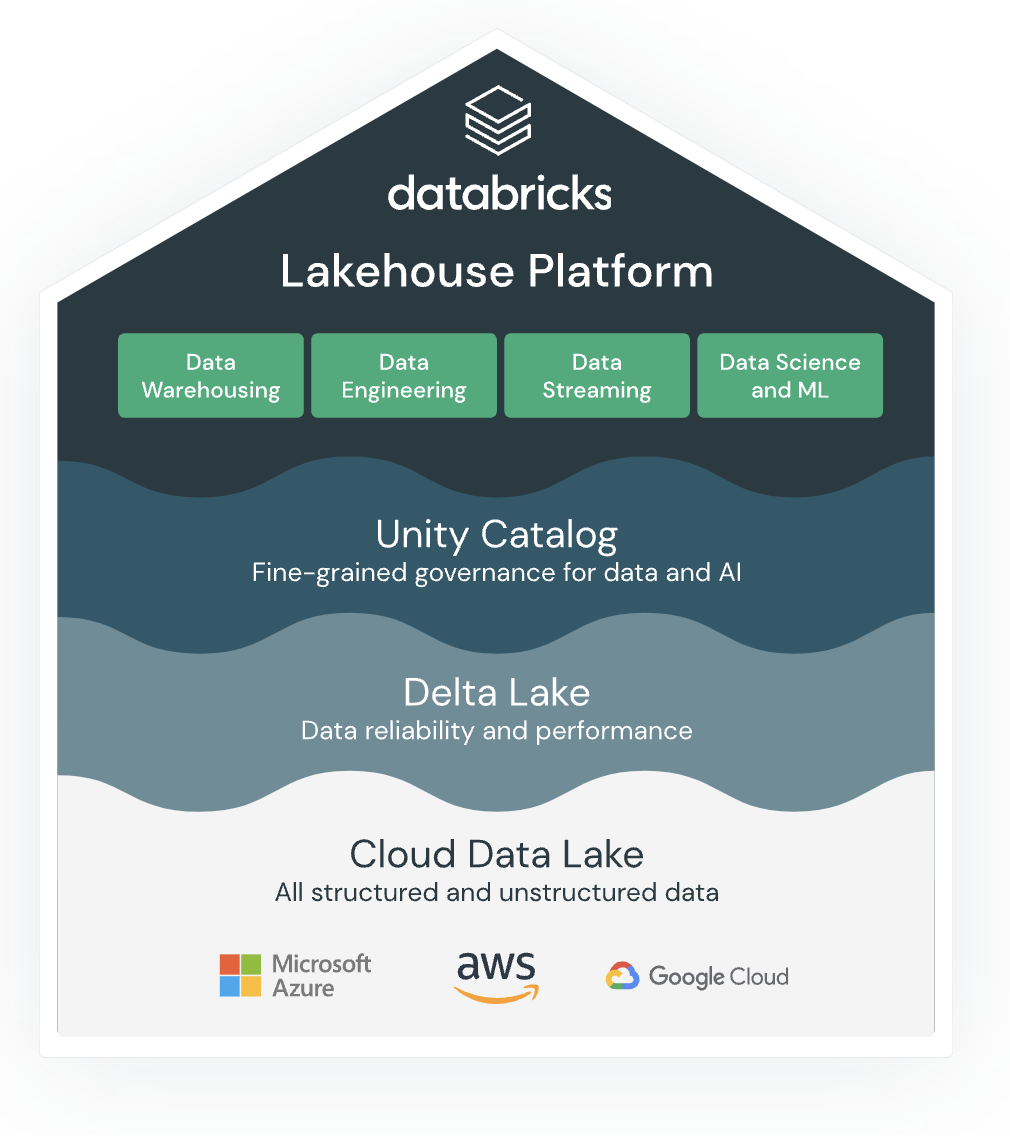 databricks
Lakehouse Platform
Data
Warehousing
Data
Engineering
Data
Streaming
Data Science
and ML
Unity Catalog
Fine-grained governance for data and AI
Delta Lake
Data reliability and performance
Cloud Data Lake
All structured and unstructured data
Microsoft
Azure
aws
Google Cloud